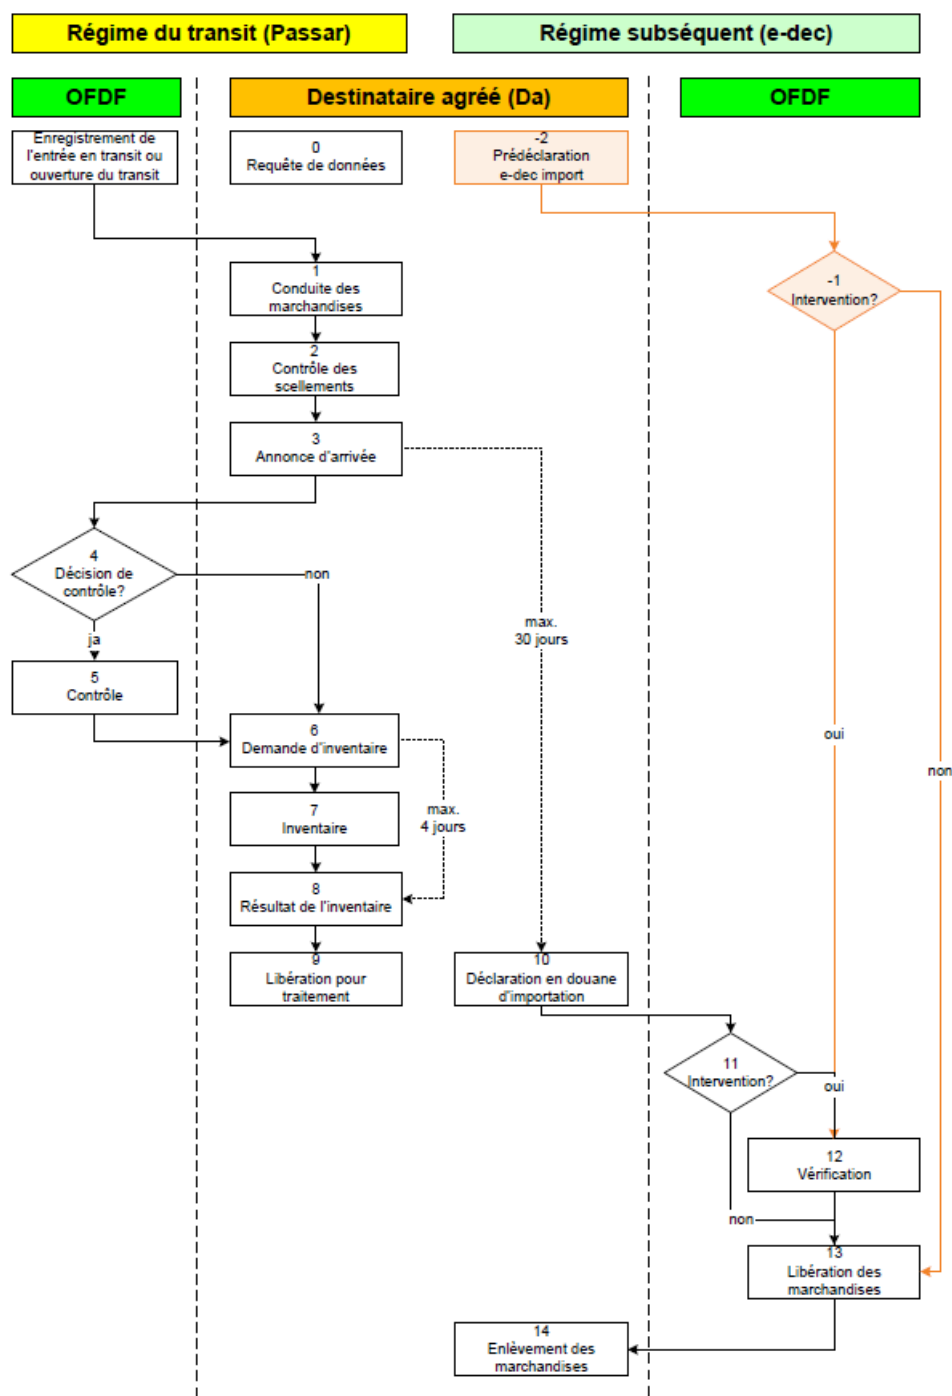 Régime du transit (Passar)
Régime subséquent (e-dec)
OFDF
Destinataire agréé (Da)
OFDF
Enregistrement de
l'entrée en transit ou
ouverture du transit
0
Requête de données
-2
Prédéclaration
e-dec import
1
Conduite des
marchandises
-1
Intervention?
2
Contrôle des
scellements
3
Annonce d'arrivée
4
Décision de
contrôle?
non
ja
max.
30 jours
5
Contrôle
6
Demande d'inventaire
oui
non
7
Inventaire
max.
4 jours
8
Résultat de l'inventaire
9
Libération pour
traitement
10
Déclaration en douane
d'importation
11
Intervention?
oui
12
Vérification
non
13
Libération des
marchandises
14
Enlèvement des
marchandises